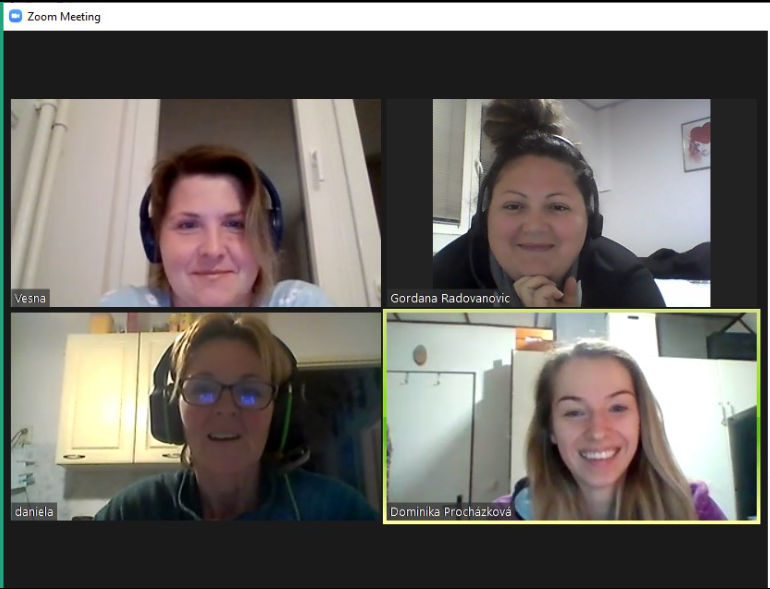 Zoom Meeting
Vesna
Gordana Radovanovic
daniela
Dominika Procházková